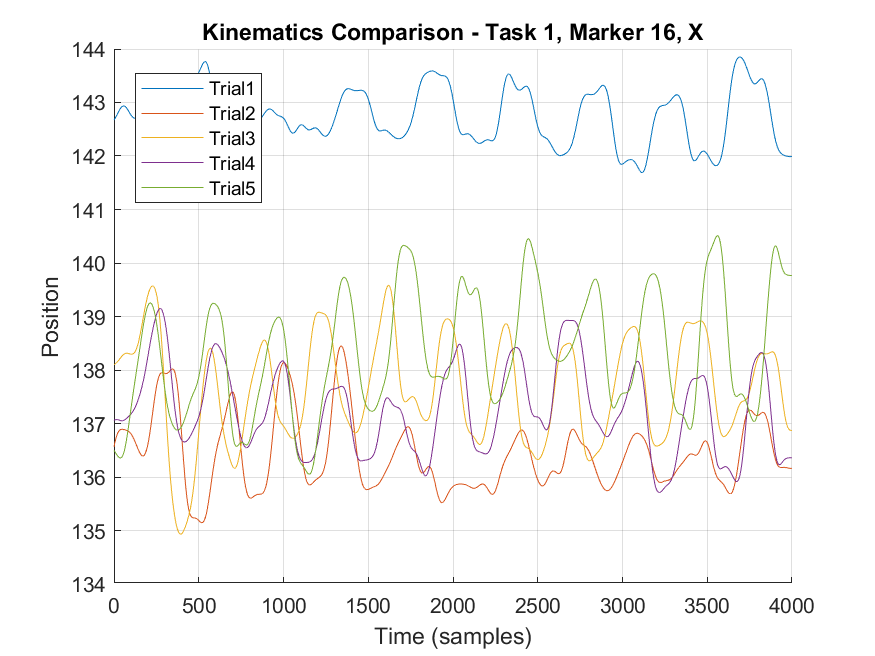 Kinematics Comparison - Task 1, Marker 16, X
144
143
142
141
140
139
138
137
136
135
134
Position
Trial1
Trial2
Trial3
Trial4
Trial5
0 500 1000 1500 2000 2500 3000 3500 4000
Time (samples)